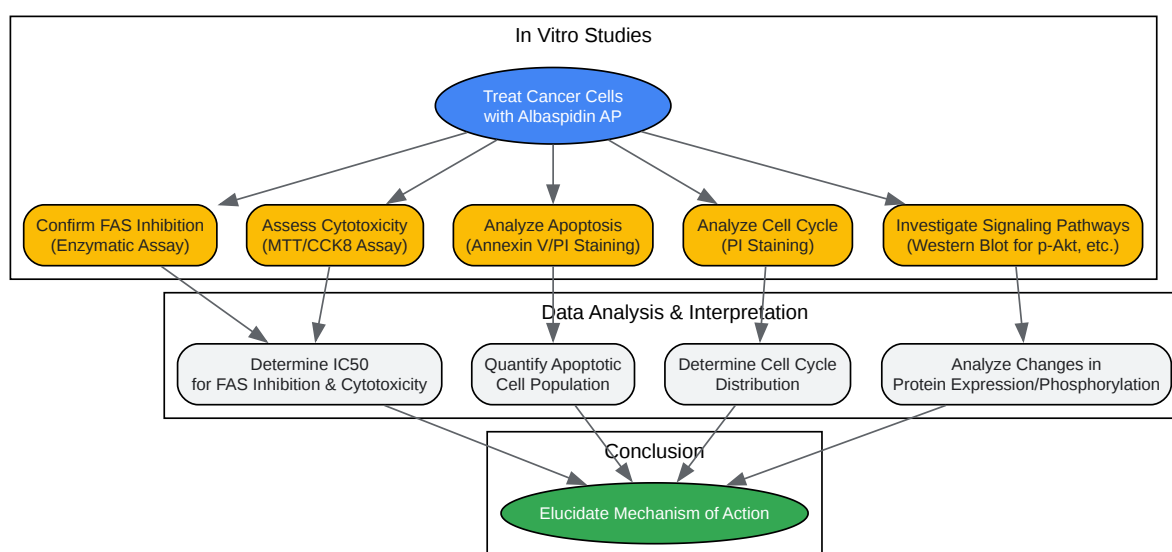 In Vitro Studies
Treat Cancer Cells
with Albaspidin AP
Confirm FAS Inhibition
(Enzymatic Assay)
Assess Cytotoxicity
(MTT/CCK8 Assay)
Analyze Apoptosis
(Annexin V/PI Staining)
Analyze Cell Cycle
(PI Staining)
Investigate Signaling Pathways
(Western Blot for p-Akt, etc.)
Data Analysis & Interpretation
Determine IC50
for FAS Inhibition & Cytotoxicity
Quantify Apoptotic
Cell Population
Determine Cell Cycle
Distribution
Analyze Changes in
Protein Expression/Phosphorylation
Conclusion
Elucidate Mechanism of Action